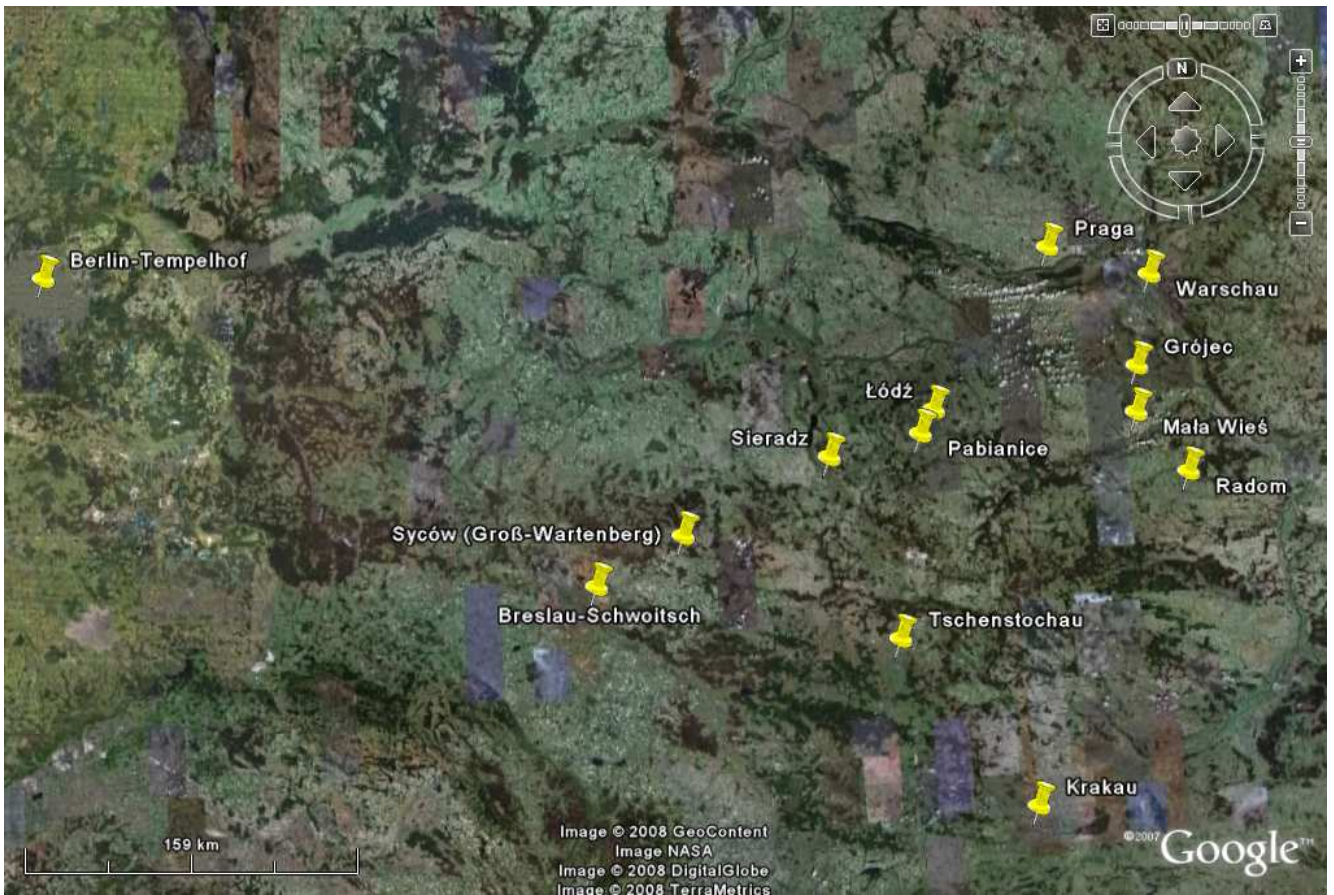 N
Praga
Berlin-Tempelhof
Warschau
Grójec
Łódź
Mała Wieś
Sieradz
Pabianice
Radom
Syców (Groß-Wartenberg)
Breslau-Schwoitsch
Tschenstochau
Krakau
159 km
Image © 2008 GeoContent
Image NASA
Image © 2008 DigitalGlobe
Image © 2008 TerraMetrics
©2007 Google™